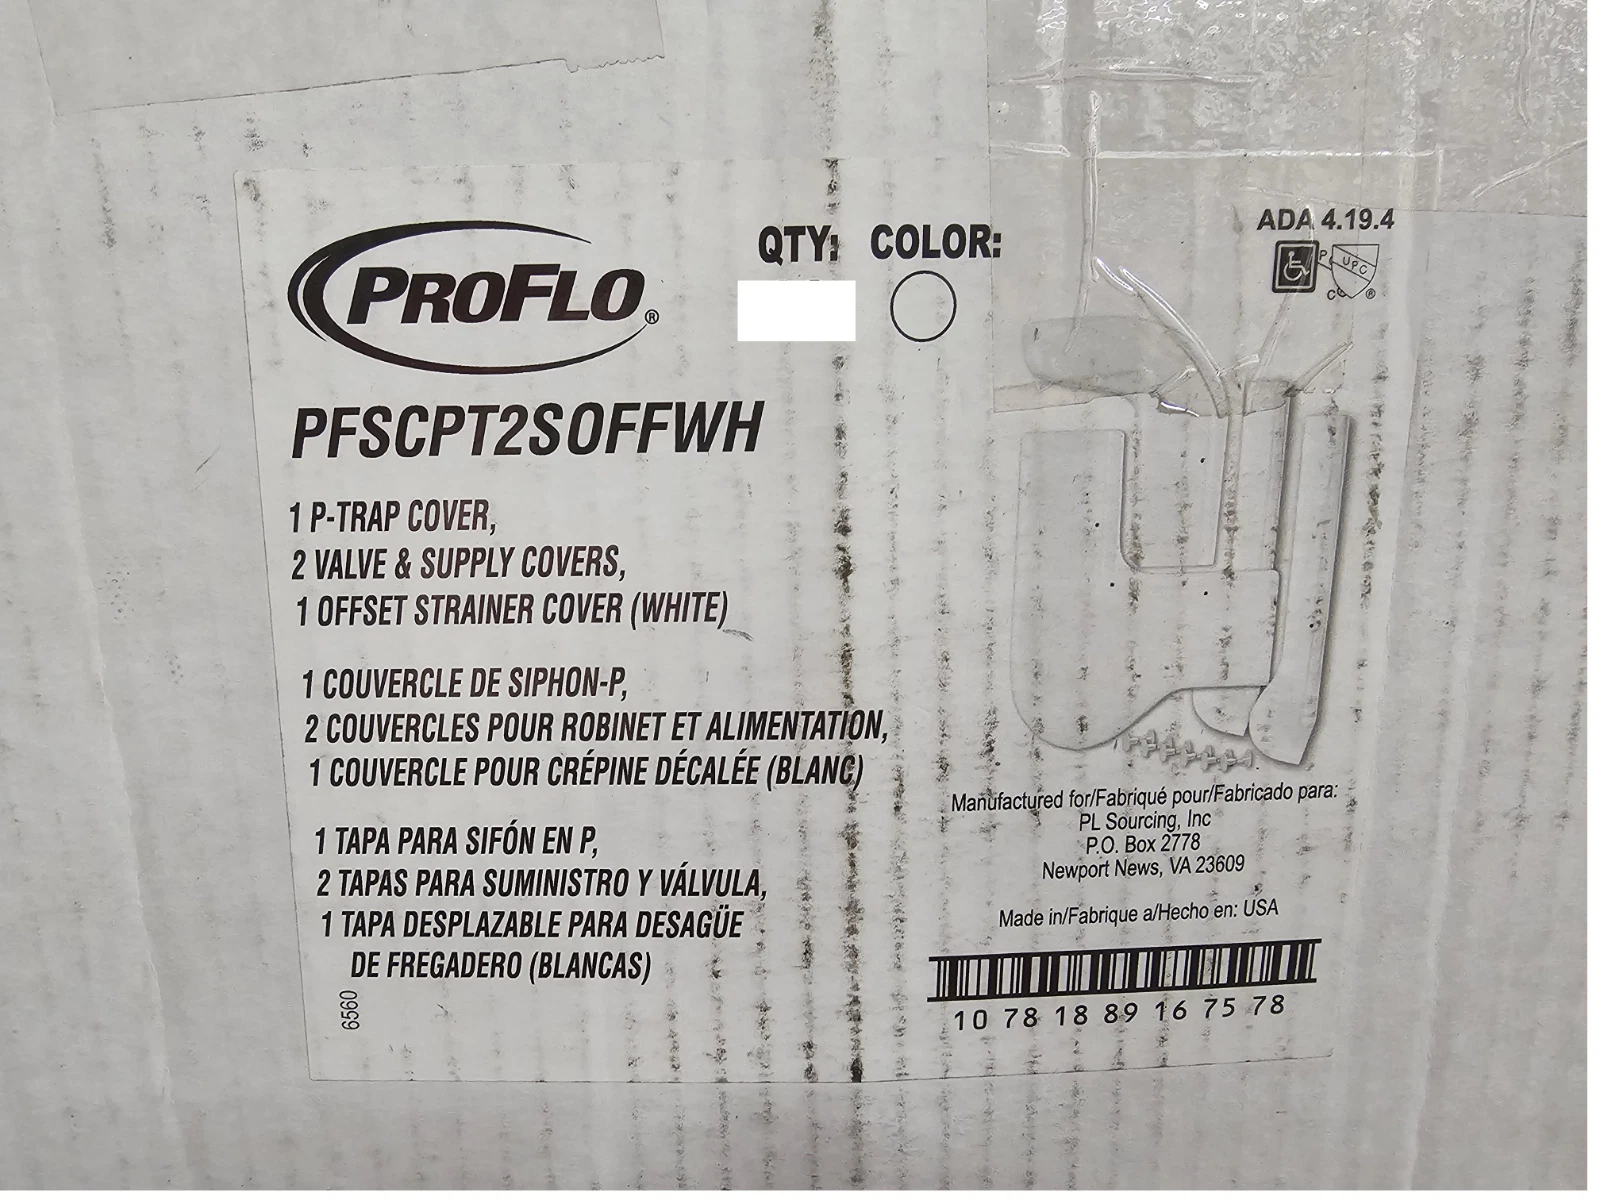 PROFLO®
QTY: COLOR:
ADA 4.19.4
UPC ®
PFSCPT2SOFFWH
1 P-TRAP COVER,
2 VALVE & SUPPLY COVERS,
1 OFFSET STRAINER COVER (WHITE)
1 COUVERCLE DE SIPHON-P,
2 COUVERCLES POUR ROBINET ET ALIMENTATION,
1 COUVERCLE POUR CRÉPINE DÉCALÉE (BLANC)
1 TAPA PARA SIFÓN EN P,
2 TAPAS PARA SUMINISTRO Y VÁLVULA,
1 TAPA DESPLAZABLE PARA DESAGÜE
DE FREGADERO (BLANCAS)
6560
Manufactured for/Fabriqué pour/Fabricado para:
PL Sourcing, Inc
P.O. Box 2778
Newport News, VA 23609
Made in/Fabrique a/Hecho en: USA
10 78 18 89 16 75 78